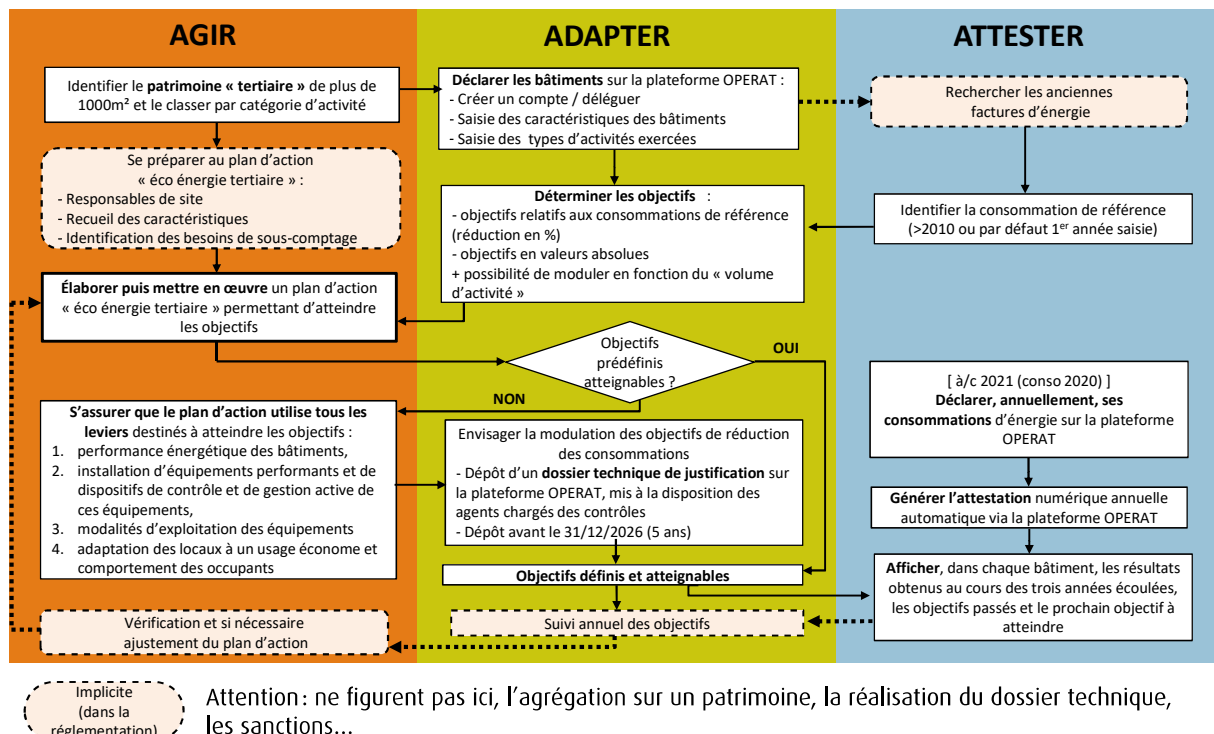 AGIR
ADAPTER
ATTESTER
Identifier le patrimoine « tertiaire » de plus de
1000m² et le classer par catégorie d'activité
Déclarer les bâtiments sur la plateforme OPERAT :
- Créer un compte / déléguer
- Saisie des caractéristiques des bâtiments
- Saisie des types d'activités exercées
Rechercher les anciennes
factures d'énergie
Se préparer au plan d'action
« éco énergie tertiaire » :
- Responsables de site
- Recueil des caractéristiques
- Identification des besoins de sous-comptage
Déterminer les objectifs :
- objectifs relatifs aux consommations de référence
(réduction en %)
- objectifs en valeurs absolues
+ possibilité de moduler en fonction du « volume
d'activité »
Identifier la consommation de référence
(>2010 ou par défaut 1er année saisie)
Élaborer puis mettre en œuvre un plan d'action
« éco énergie tertiaire » permettant d'atteindre
les objectifs
Objectifs
prédéfinis
atteignables ?
OUI
NON
[ à/c 2021 (conso 2020) ]
Déclarer, annuellement, ses
consommations d'énergie sur la plateforme
OPERAT
S'assurer que le plan d'action utilise tous les
leviers destinés à atteindre les objectifs :
1. performance énergétique des bâtiments,
2. installation d'équipements performants et de
dispositifs de contrôle et de gestion active de
ces équipements,
3. modalités d'exploitation des équipements
4. adaptation des locaux à un usage économe et
comportement des occupants
Envisager la modulation des objectifs de réduction
des consommations
- Dépôt d'un dossier technique de justification sur
la plateforme OPERAT, mis à la disposition des
agents chargés des contrôles
- Dépôt avant le 31/12/2026 (5 ans)
Générer l'attestation numérique annuelle
automatique via la plateforme OPERAT
Objectifs définis et atteignables
Afficher, dans chaque bâtiment, les résultats
obtenus au cours des trois années écoulées,
les objectifs passés et le prochain objectif à
atteindre
Vérification et si nécessaire
ajustement du plan d'action
Suivi annuel des objectifs
Implicite
(dans la
réglementation)
Attention : ne figurent pas ici, l'agrégation sur un patrimoine, la réalisation du dossier technique,
les sanctions...